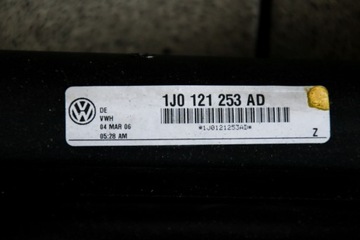 1J0 121 253 AD
DE
VWH
04 MAR 06
05:28 AM
*1J0121253AD*
Z